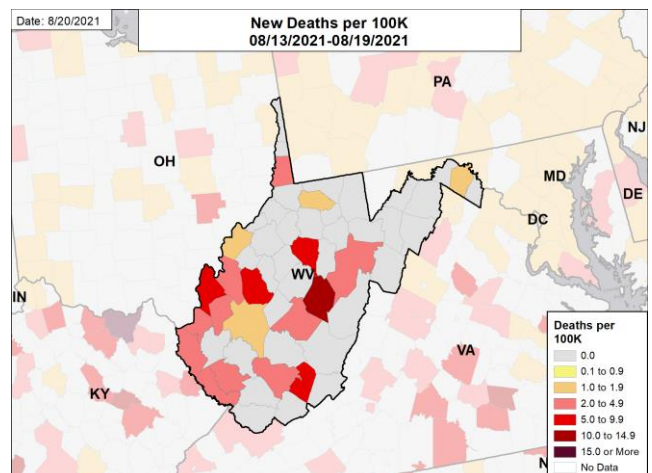 Date: 8/20/2021
New Deaths per 100K
08/13/2021-08/19/2021
PA
NJ
OH
MD
DE
DC
WV
IN
VA
KY
N
Deaths per
100K
0.0
0.1 to 0.9
1.0 to 1.9
2.0 to 4.9
5.0 to 9.9
10.0 to 14.9
15.0 or More
No Data